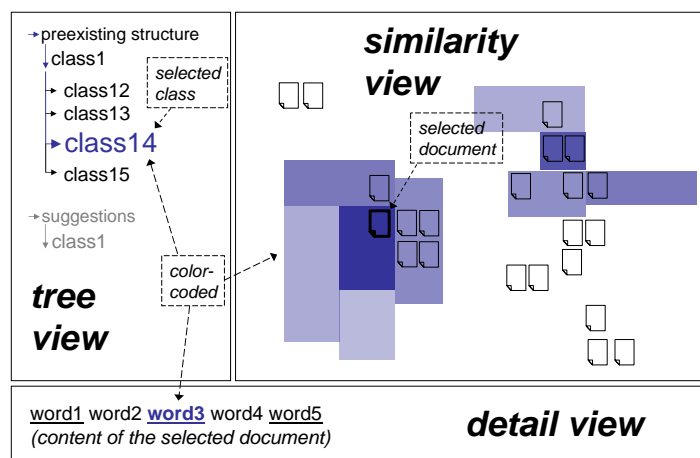 preexisting structure
class1
class12
class13
class14
class15
suggestions
class1
tree
view
selected
class
color-
coded
similarity
view
selected
document
word1 word2 word3 word4 word5
(content of the selected document)
detail view